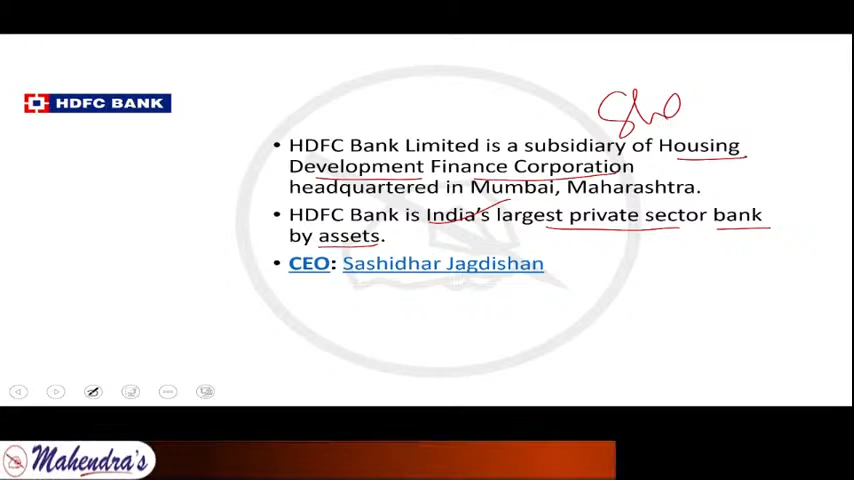 HDFC BANK
• HDFC Bank Limited is a subsidiary of Housing
Development Finance Corporation
headquartered in Mumbai, Maharashtra.
• HDFC Bank is India's largest private sector bank
by assets.
• CEO: Sashidhar Jagdishan
Mahendra's